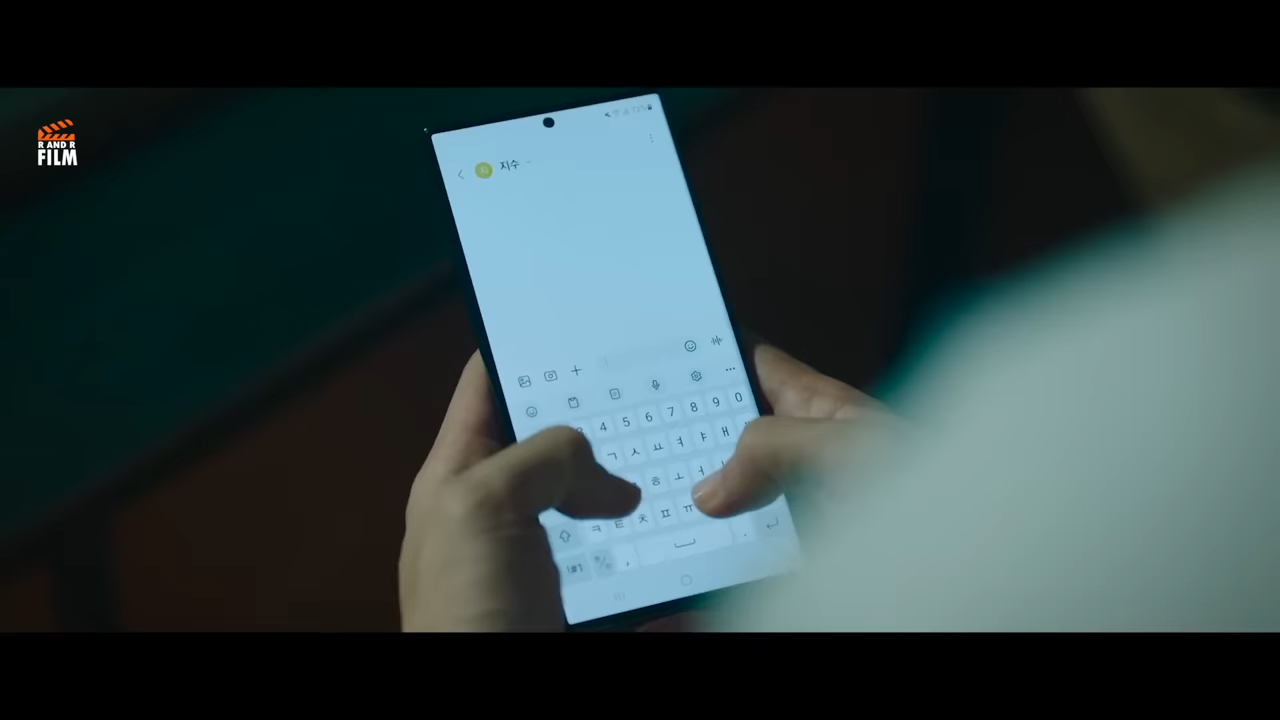 R AND R
FILM
지수
4 5 6 7 8 9 0
ㄱ ㅅ ㅛ ㅕ ㅑ ㅐ
ㅎ ㅗ ㅓ
ㅋ ㅌ ㅊ ㅍ ㅠ
!#1 , .